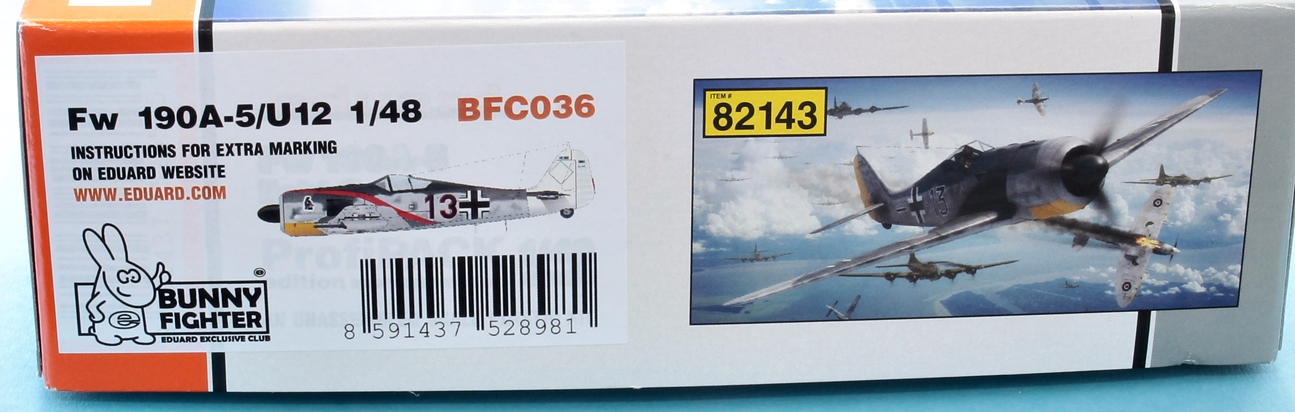 Fw 190A-5/U12 1/48 BFC036
INSTRUCTIONS FOR EXTRA MARKING
ON EDUARD WEBSITE
WWW.EDUARD.COM
13
e
BUNNY
FIGHTER
®
EDUARD EXCLUSIVE CLUB
8 591437 528981
ITEM #
82143
13